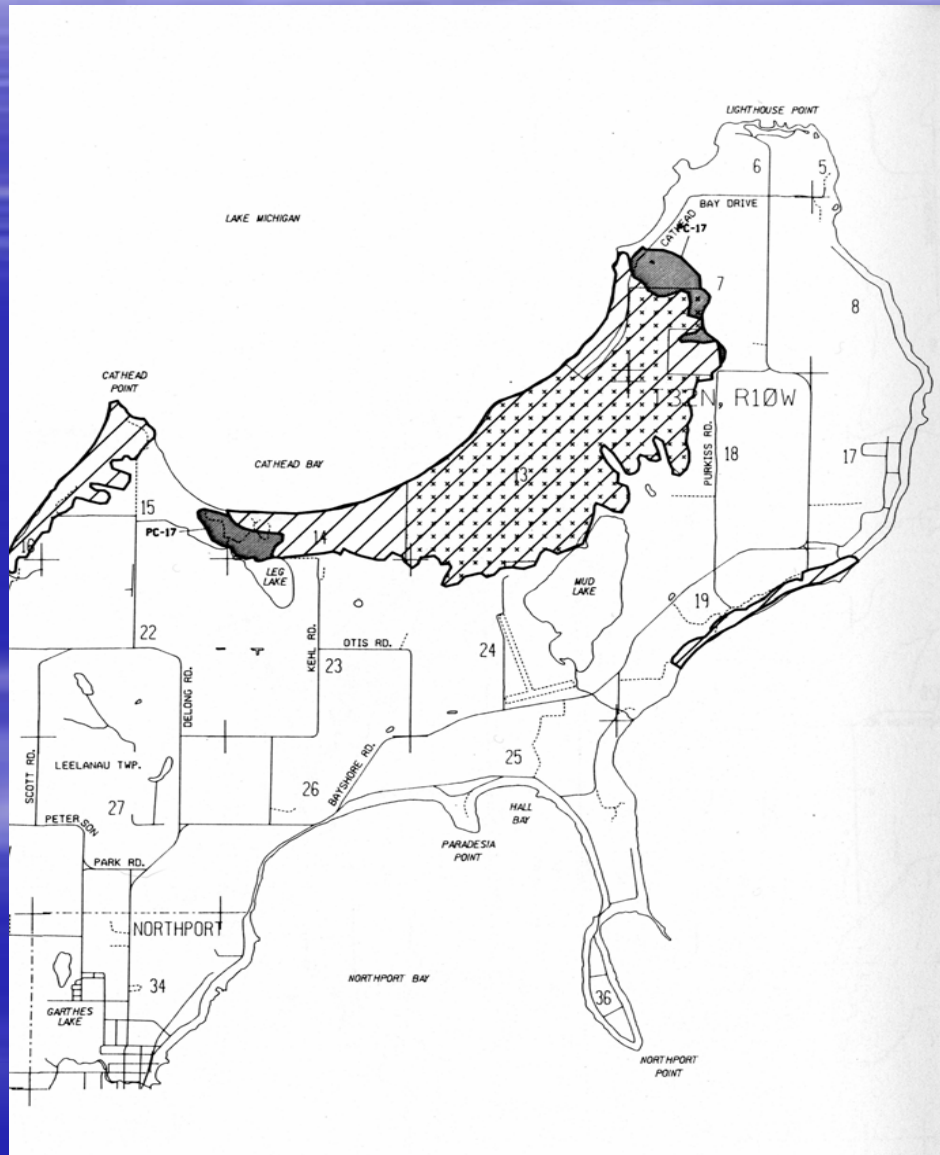 LIGHTHOUSE POINT
6
5
LAKE MICHIGAN
BAY DRIVE
CATHEAD
PC-17
7
8
CATHEAD
POINT
T32N, R10W
CATHEAD BAY
13
PURKISS RD.
18
17
15
PC-17
14
16
LEG
LAKE
MUD
LAKE
19
22
KEHL RD.
OTIS RD.
23
24
DELONG RD.
SCOTT RD.
LEELANAU TWP.
25
26
BAYSHORE RD.
27
HALL
BAY
PETERSON
PARADESIA
POINT
PARK RD.
NORTHPORT
NORTHPORT BAY
34
36
GARTHES
LAKE
NORTHPORT
POINT